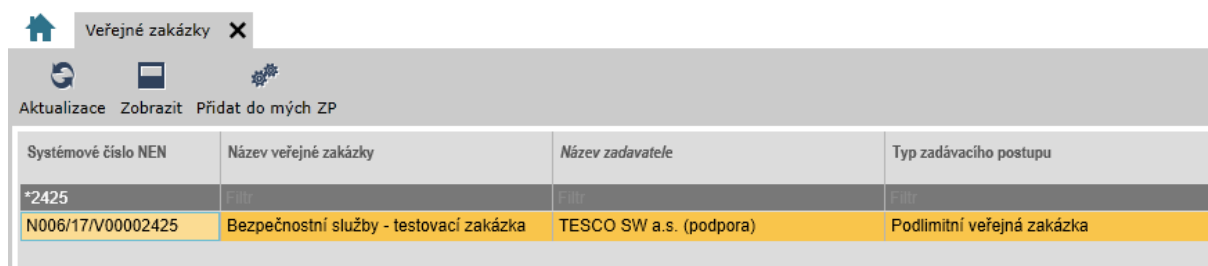 Veřejné zakázky
Aktualizace Zobrazit Přidat do mých ZP
Systémové číslo NEN Název veřejné zakázky Název zadavatele Typ zadávacího postupu
*2425 Filtr Filtr Filtr
N006/17/V00002425 Bezpečnostní služby - testovací zakázka TESCO SW a.s. (podpora) Podlimitní veřejná zakázka